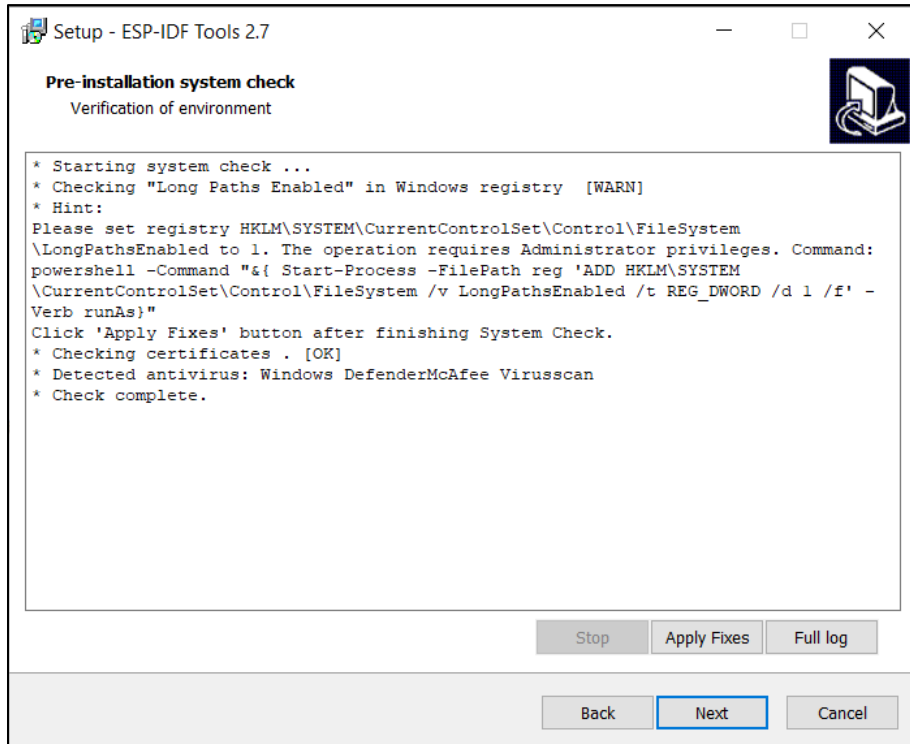 Setup - ESP-IDF Tools 2.7
Pre-installation system check
Verification of environment
* Starting system check ...
* Checking "Long Paths Enabled" in Windows registry  [WARN]
* Hint:
Please set registry HKLM\SYSTEM\CurrentControlSet\Control\FileSystem
\LongPathsEnabled to 1. The operation requires Administrator privileges. Command:
powershell -Command "&{ Start-Process -FilePath reg 'ADD HKLM\SYSTEM
\CurrentControlSet\Control\FileSystem /v LongPathsEnabled /t REG_DWORD /d 1 /f' -
Verb runAs}"
Click 'Apply Fixes' button after finishing System Check.
* Checking certificates . [OK]
* Detected antivirus: Windows DefenderMcAfee Virusscan
* Check complete.
Stop Apply Fixes Full log
Back Next Cancel